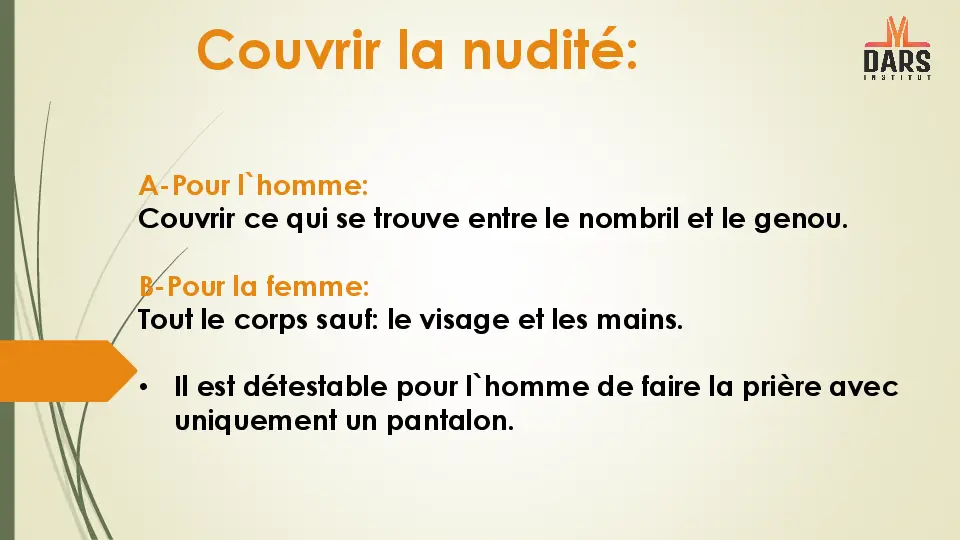 Couvrir la nudité:
DARS
INSTITUT
A-Pour l`homme:
Couvrir ce qui se trouve entre le nombril et le genou.
B-Pour la femme:
Tout le corps sauf: le visage et les mains.
• Il est détestable pour l`homme de faire la prière avec
uniquement un pantalon.